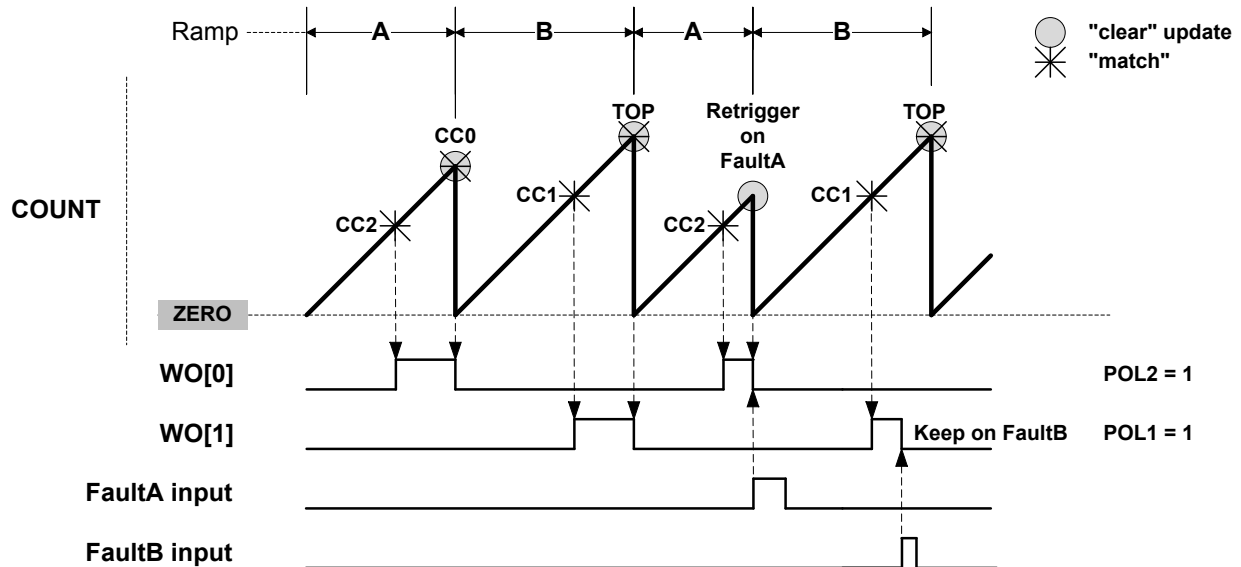 Ramp
A
B
A
B
"clear" update
"match"
COUNT
CC0
TOP
Retrigger
on
FaultA
TOP
CC2
CC1
CC2
CC1
ZERO
WO[0]
POL2 = 1
WO[1]
Keep on FaultB
POL1 = 1
FaultA input
FaultB input